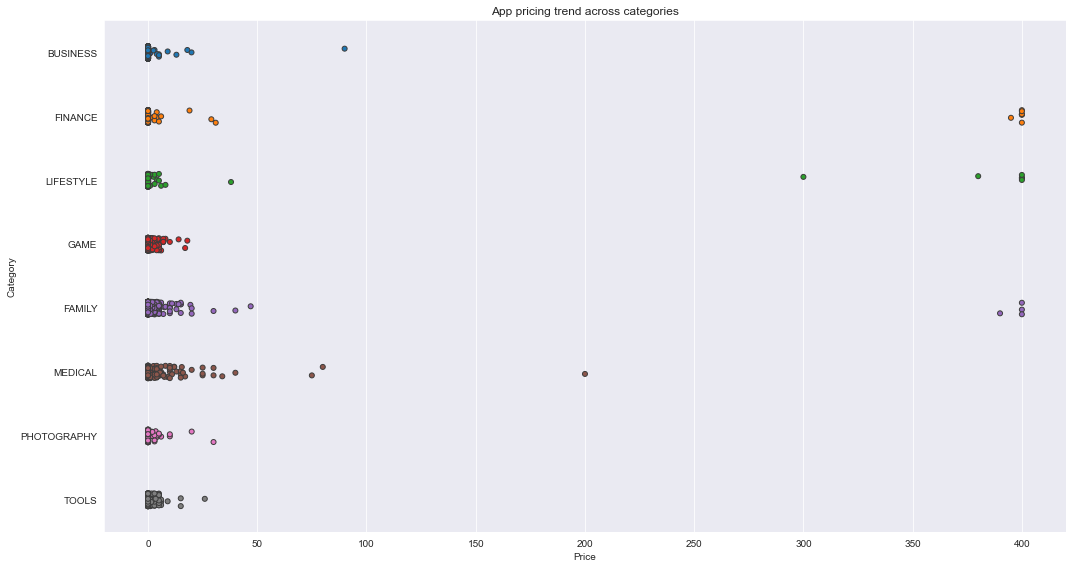 App pricing trend across categories
Category
BUSINESS
FINANCE
LIFESTYLE
GAME
FAMILY
MEDICAL
PHOTOGRAPHY
TOOLS
0 50 100 150 200 250 300 350 400
Price